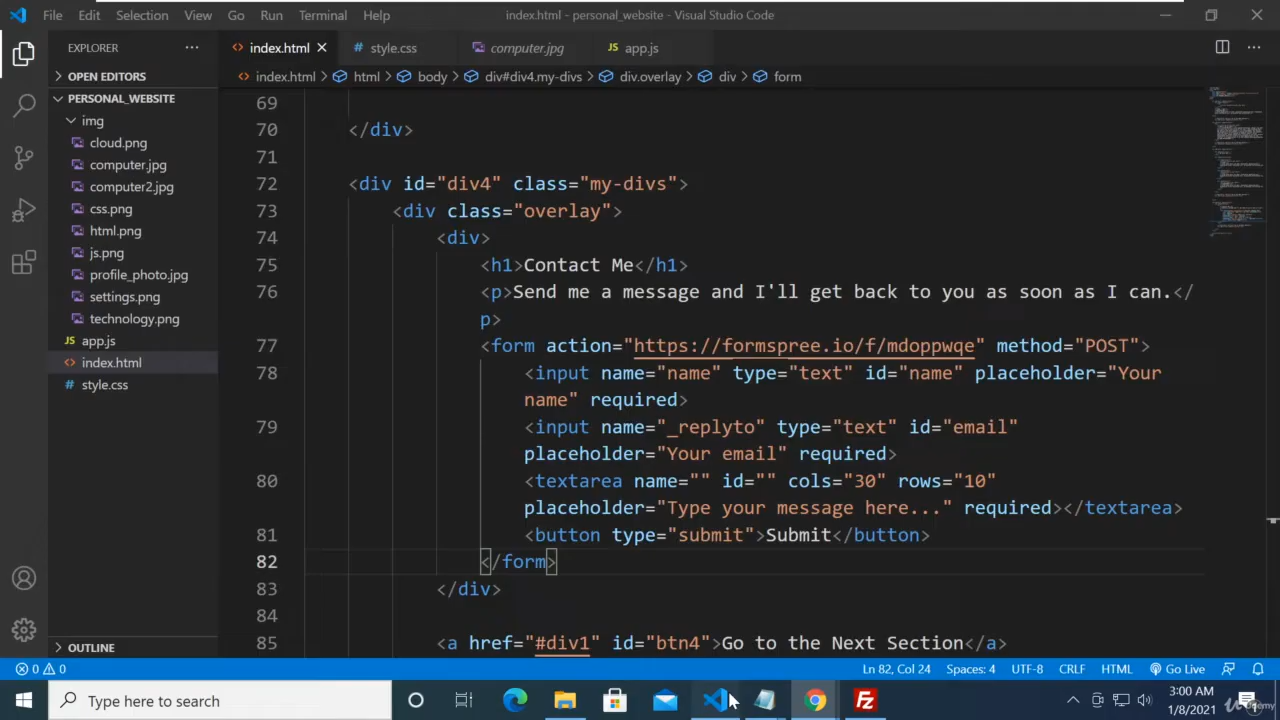 File Edit Selection View Go Run Terminal Help index.html - personal_website - Visual Studio Code
EXPLORER ... index.html # style.css computer.jpg JS app.js ...
OPEN EDITORS index.html > html > body > div#div4.my-divs > div.overlay > div > form
PERSONAL_WEBSITE
img
cloud.png
computer.jpg
computer2.jpg
css.png
html.png
js.png
profile_photo.jpg
settings.png
technology.png
JS app.js
index.html
# style.css
OUTLINE
69
70 </div>
71
72 <div id="div4" class="my-divs">
73 <div class="overlay">
74 <div>
75 <h1>Contact Me</h1>
76 <p>Send me a message and I'll get back to you as soon as I can.</
p>
77 <form action="https://formspree.io/f/mdoppwqe" method="POST">
78 <input name="name" type="text" id="name" placeholder="Your
name" required>
79 <input name="_replyto" type="text" id="email"
placeholder="Your email" required>
80 <textarea name="" id="" cols="30" rows="10"
placeholder="Type your message here..." required></textarea>
81 <button type="submit">Submit</button>
82 </form>
83 </div>
84
85 <a href="#div1" id="btn4">Go to the Next Section</a>
0 0 Ln 82, Col 24 Spaces: 4 UTF-8 CRLF HTML Go Live
Type here to search Fz 3:00 AM
1/8/2021
Udemy